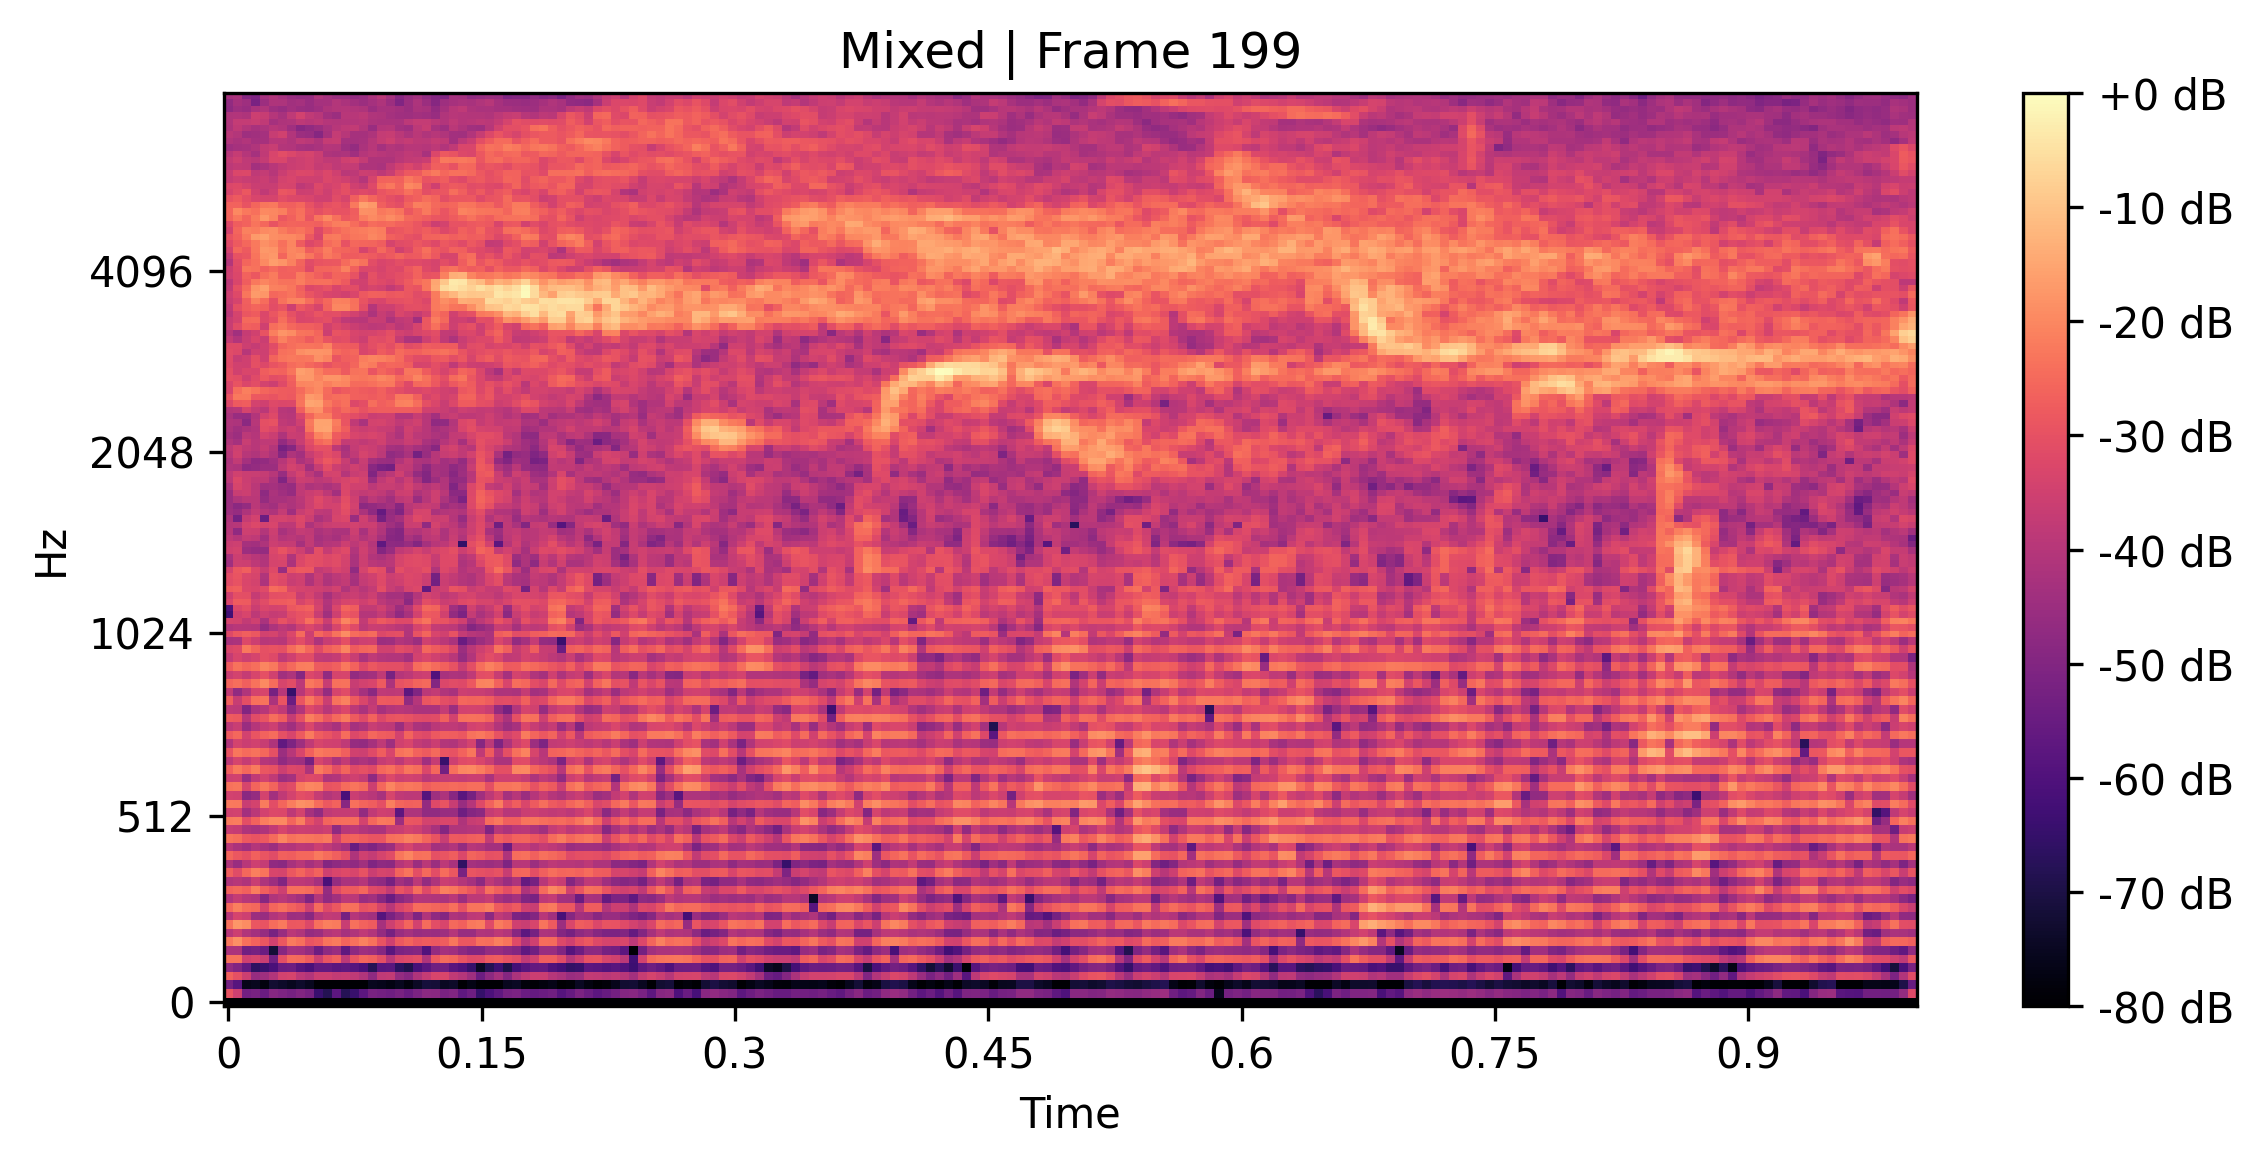 Mixed | Frame 199
Hz
4096
2048
1024
512
0
0 0.15 0.3 0.45 0.6 0.75 0.9
Time
+0 dB
-10 dB
-20 dB
-30 dB
-40 dB
-50 dB
-60 dB
-70 dB
-80 dB